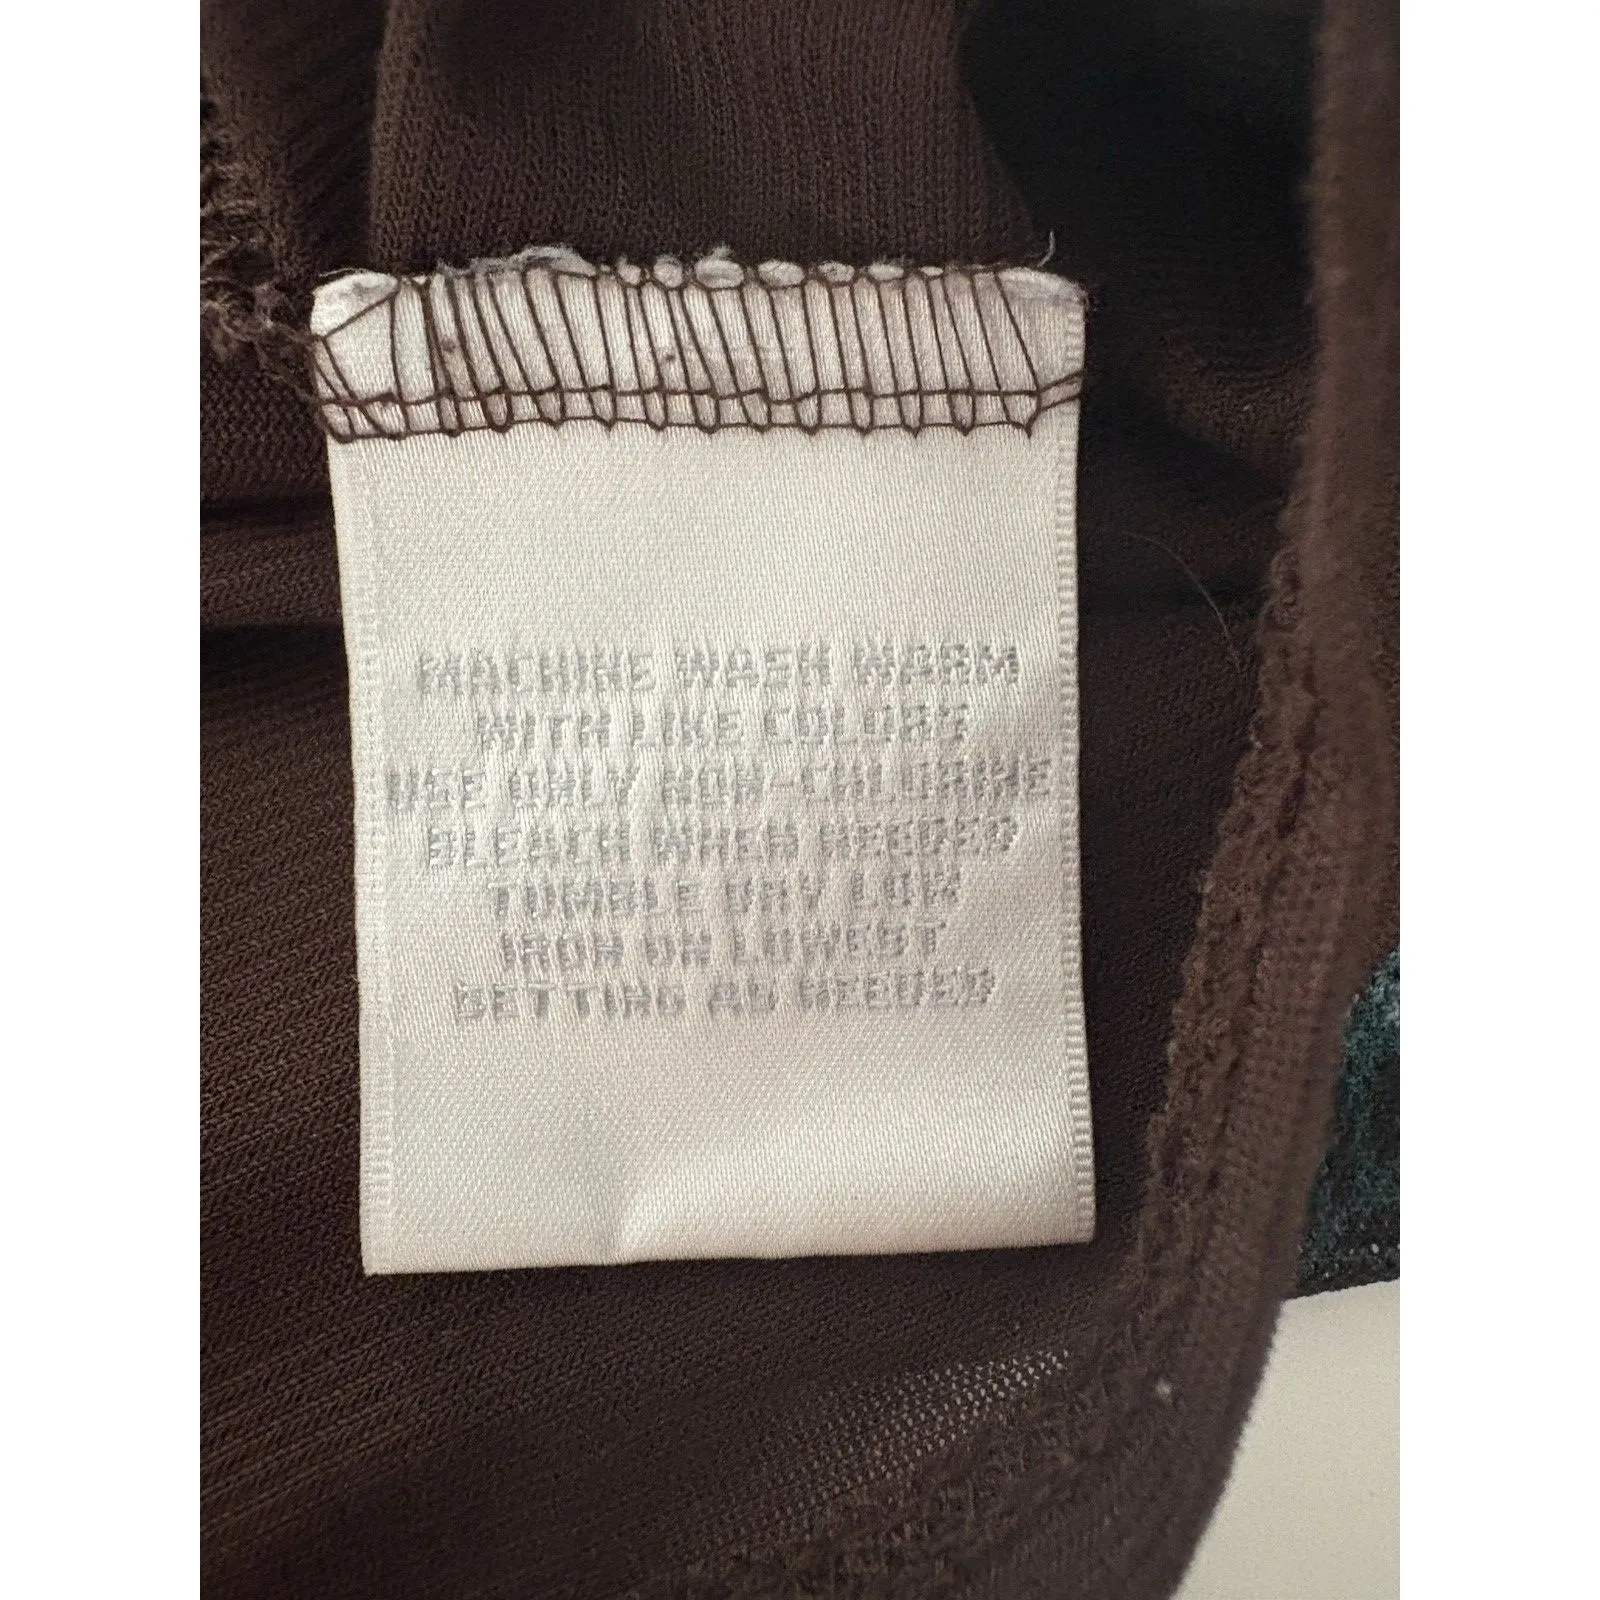 MACHINE WASH WARM
WITH LIKE COLORS
USE ONLY NON-CHLORINE
BLEACH WHEN NEEDED
TUMBLE DRY LOW
IRON ON LOWEST
SETTING AS NEEDED